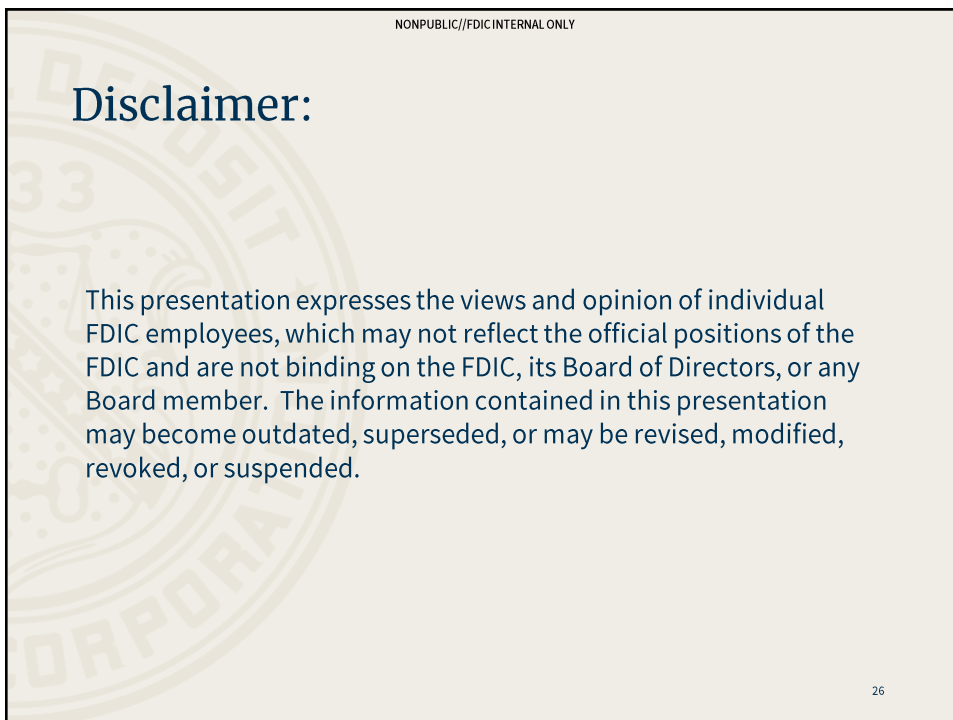 NONPUBLIC//FDIC INTERNAL ONLY
Disclaimer:
DEPOSIT
33
This presentation expresses the views and opinion of individual
FDIC employees, which may not reflect the official positions of the
FDIC and are not binding on the FDIC, its Board of Directors, or any
Board member.  The information contained in this presentation
may become outdated, superseded, or may be revised, modified,
revoked, or suspended.
CORPORATION
26